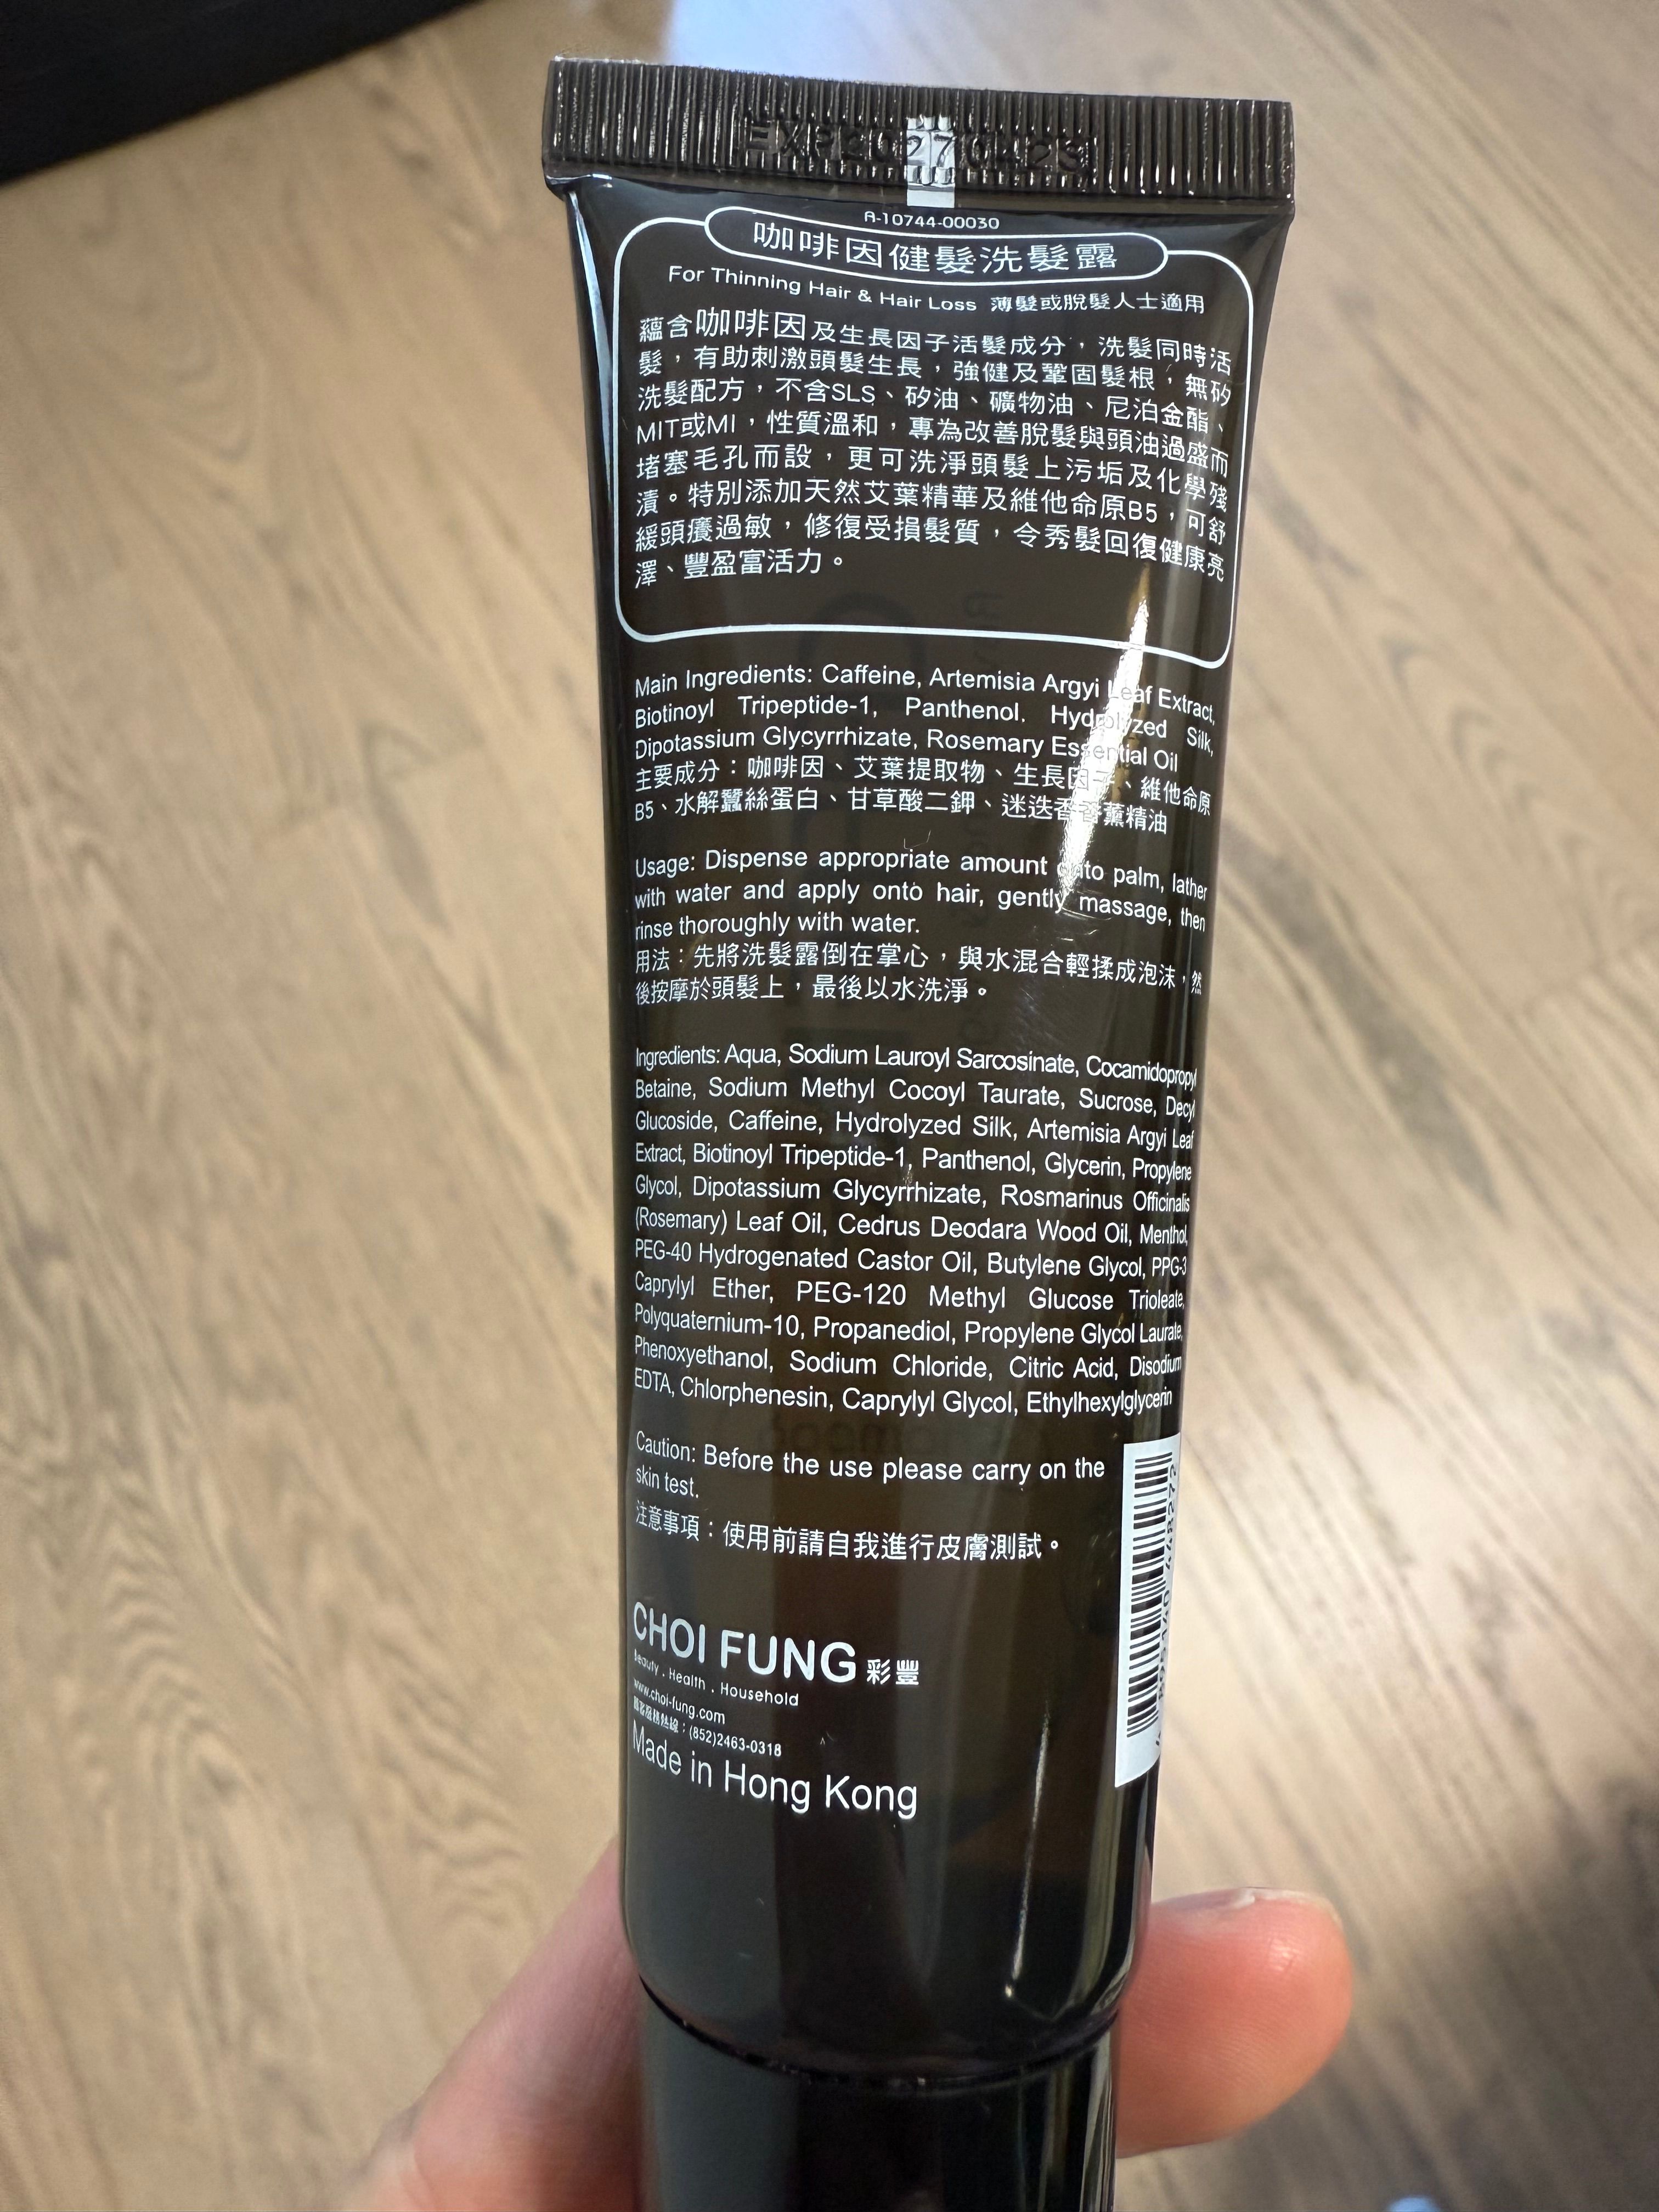 A-10744-00030
咖啡因健髮洗髮露
For Thinning Hair & Hair Loss 薄髮或脫髮人士適用
蘊含咖啡因及生長因子活髮成分，洗髮同時活
髮，有助刺激頭髮生長，強健及鞏固髮根，無矽
洗髮配方，不含SLS、矽油、礦物油、尼泊金酯、
MIT或MI，性質溫和，專為改善脫髮與頭油過盛而
堵塞毛孔而設，更可洗淨頭髮上污垢及化學殘
漬。特別添加天然艾葉精華及維他命原B5，可舒
緩頭癢過敏，修復受損髮質，令秀髮回復健康亮
澤、豐盈富活力。
Main Ingredients: Caffeine, Artemisia Argyi Leaf Extract,
Biotinoyl Tripeptide-1, Panthenol. Hydrolyzed Silk,
Dipotassium Glycyrrhizate, Rosemary Essential Oil
主要成分：咖啡因、艾葉提取物、生長因子、維他命原
B5、水解蠶絲蛋白、甘草酸二鉀、迷迭香香薰精油
Usage: Dispense appropriate amount onto palm, lather
with water and apply onto hair, gently massage, then
rinse thoroughly with water.
用法：先將洗髮露倒在掌心，與水混合輕揉成泡沫，然
後按摩於頭髮上，最後以水洗淨。
Ingredients: Aqua, Sodium Lauroyl Sarcosinate, Cocamidopropyl
Betaine, Sodium Methyl Cocoyl Taurate, Sucrose, Decyl
Glucoside, Caffeine, Hydrolyzed Silk, Artemisia Argyi Leaf
Extract, Biotinoyl Tripeptide-1, Panthenol, Glycerin, Propylene
Glycol, Dipotassium Glycyrrhizate, Rosmarinus Officinalis
(Rosemary) Leaf Oil, Cedrus Deodara Wood Oil, Menthol,
PEG-40 Hydrogenated Castor Oil, Butylene Glycol, PPG-3
Caprylyl Ether, PEG-120 Methyl Glucose Trioleate,
Polyquaternium-10, Propanediol, Propylene Glycol Laurate,
Phenoxyethanol, Sodium Chloride, Citric Acid, Disodium
EDTA, Chlorphenesin, Caprylyl Glycol, Ethylhexylglycerin
Caution: Before the use please carry on the
skin test.
注意事項：使用前請自我進行皮膚測試。
CHOI FUNG 彩豐
Beauty . Health . Household
www.choi-fung.com
顧客服務熱線：(852)2463-0318
Made in Hong Kong